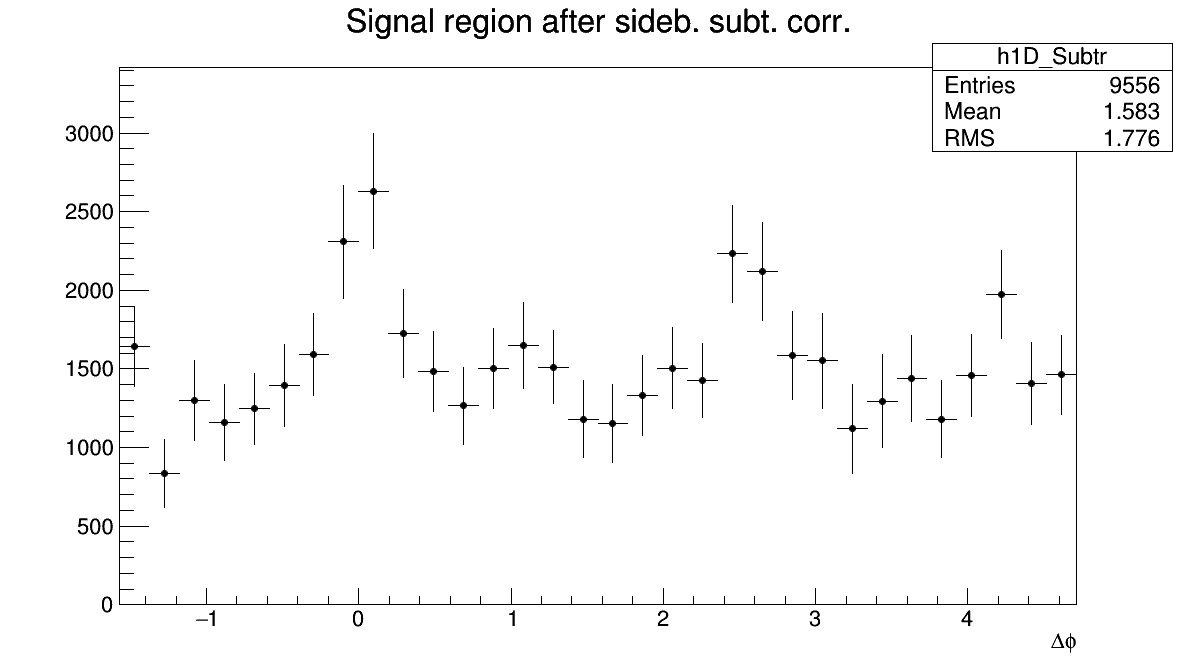 Signal region after sideb. subt. corr.
h1D_Subtr
Entries 9556
Mean 1.583
RMS 1.776
3000
2500
2000
1500
1000
500
0
−1 0 1 2 3 4
Δϕ